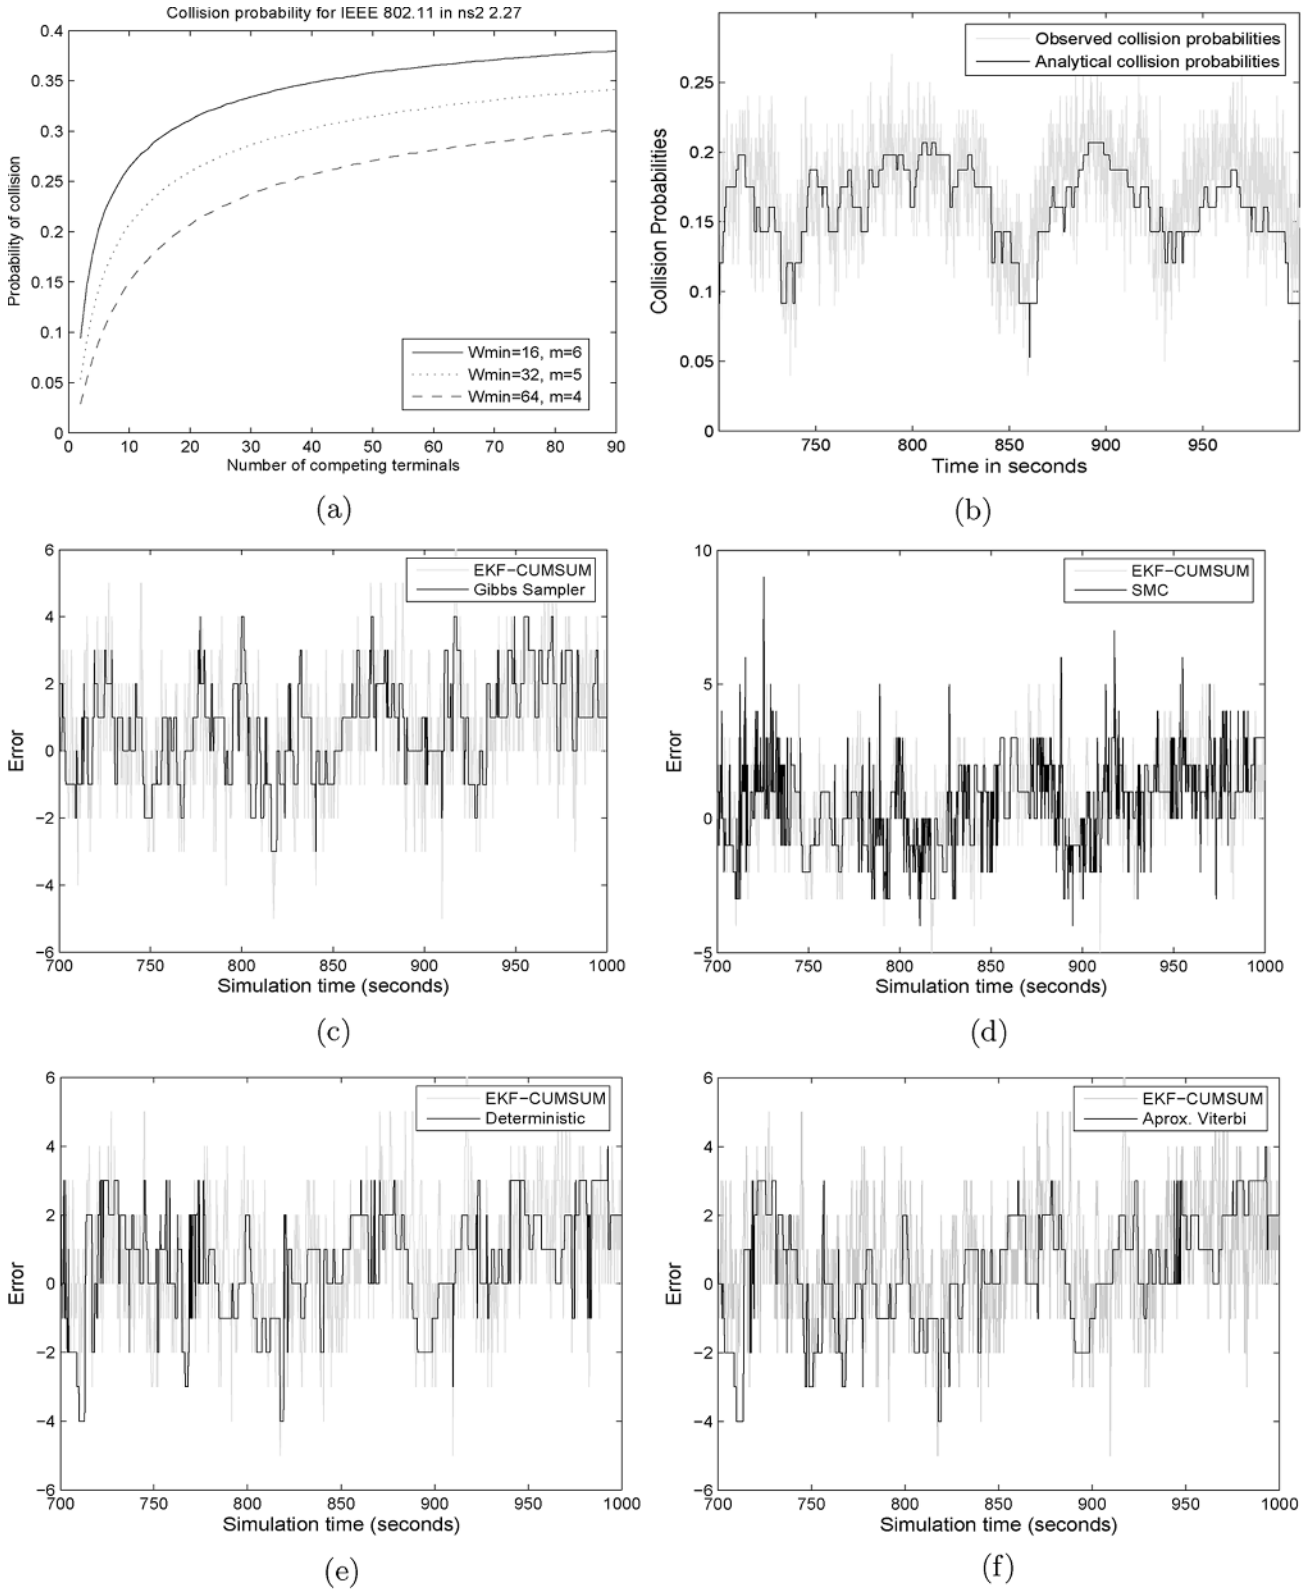 Collision probability for IEEE 802.11 in ns2 2.27
0.4
0.35
0.3
0.25
0.2
0.15
0.1
0.05
0
Probability of collision
Wmin=16, m=6
Wmin=32, m=5
Wmin=64, m=4
0 10 20 30 40 50 60 70 80 90
Number of competing terminals
(a)
Observed collision probabilities
Analytical collision probabilities
0.25
0.2
0.15
0.1
0.05
0
Collision Probabilities
750 800 850 900 950
Time in seconds
(b)
EKF−CUMSUM
Gibbs Sampler
6
4
2
0
−2
−4
−6
Error
700 750 800 850 900 950 1000
Simulation time (seconds)
(c)
EKF−CUMSUM
SMC
10
5
0
−5
Error
700 750 800 850 900 950 1000
Simulation time (seconds)
(d)
EKF−CUMSUM
Deterministic
6
4
2
0
−2
−4
−6
Error
700 750 800 850 900 950 1000
Simulation time (seconds)
(e)
EKF−CUMSUM
Aprox. Viterbi
6
4
2
0
−2
−4
−6
Error
700 750 800 850 900 950 1000
Simulation time (seconds)
(f)